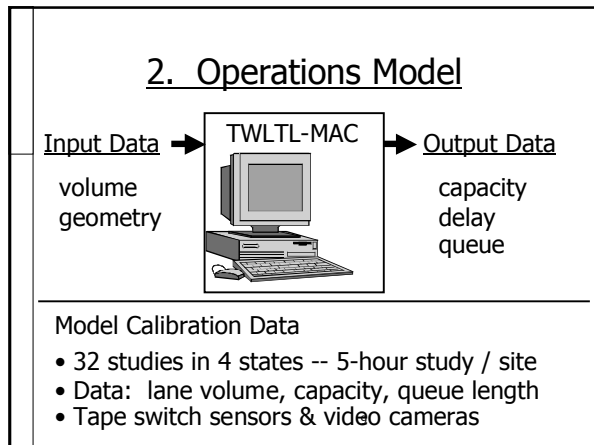 2. Operations Model
Input Data
TWLTL-MAC
Output Data
volume
geometry
capacity
delay
queue
Model Calibration Data
• 32 studies in 4 states -- 5-hour study / site
• Data: lane volume, capacity, queue length
• Tape switch sensors & video cameras